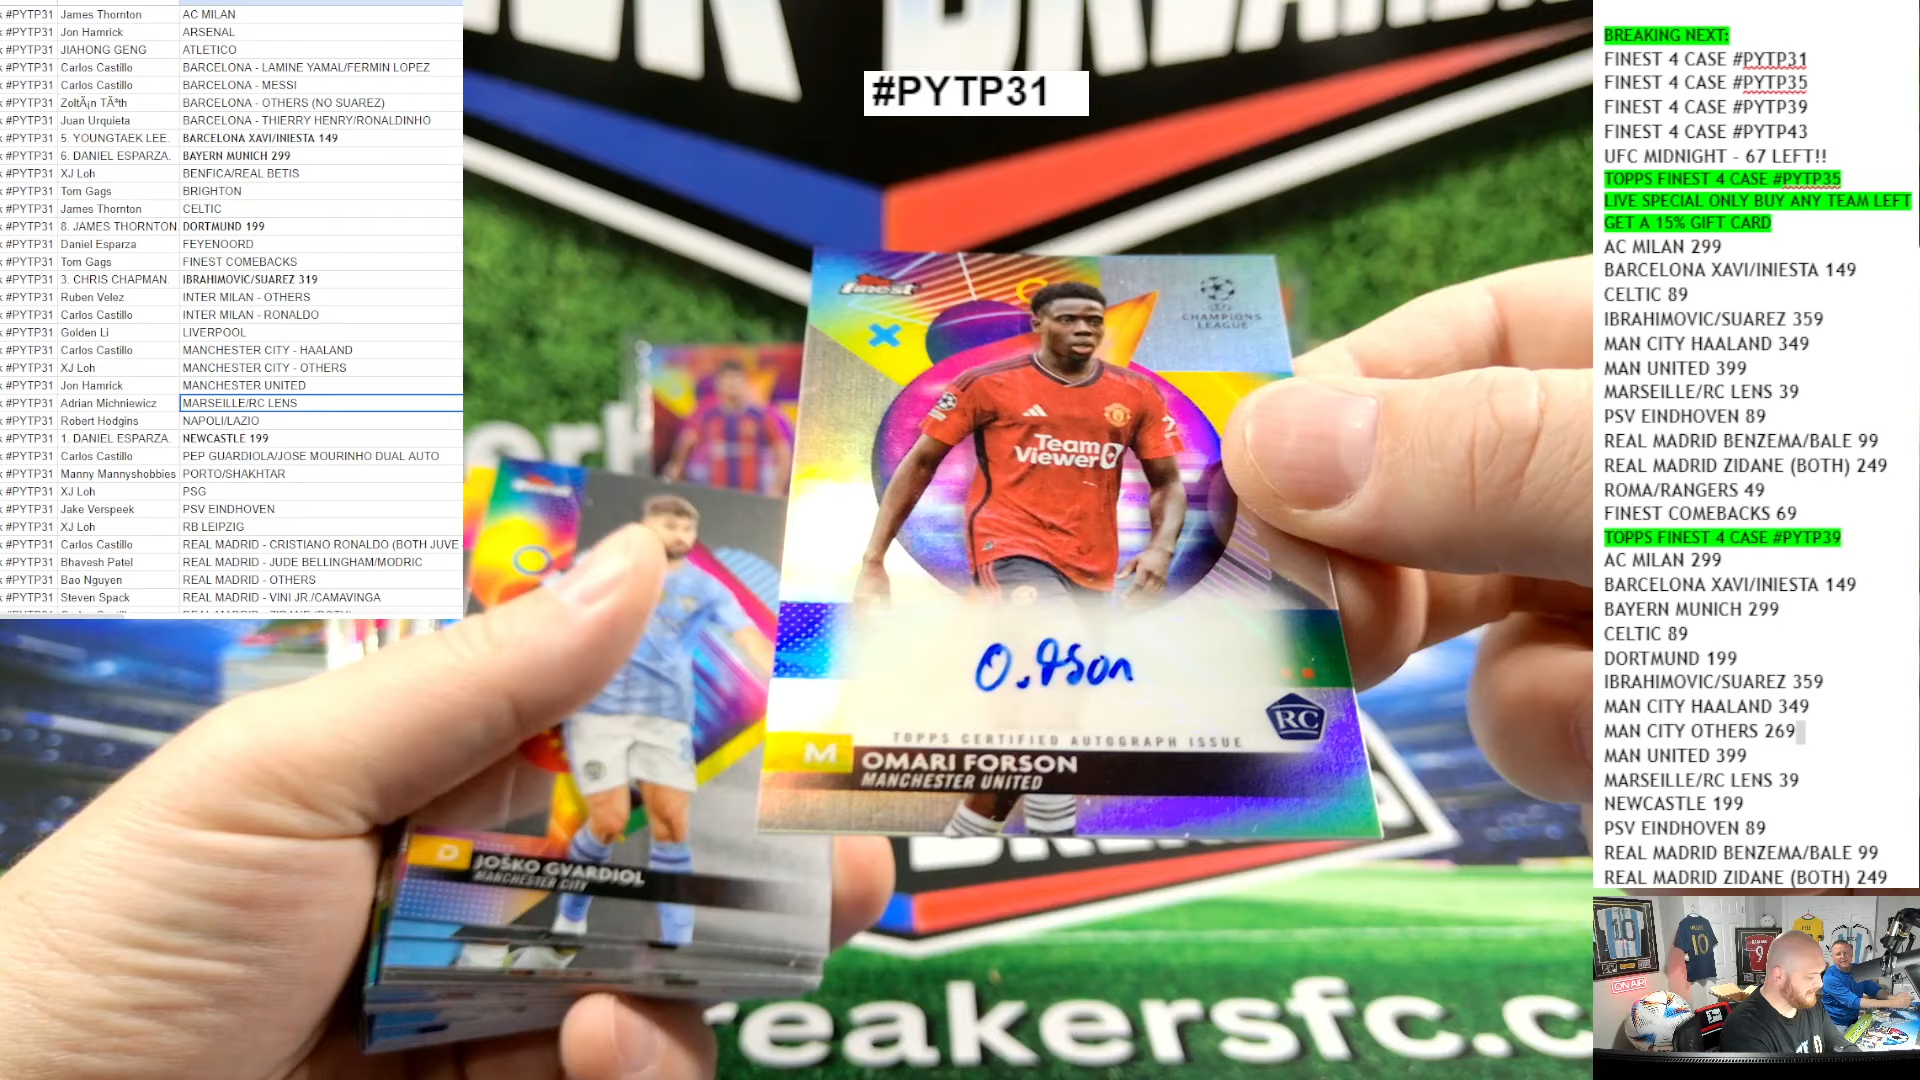 #PYTP31 James Thornton AC MILAN
#PYTP31 Jon Hamrick ARSENAL
#PYTP31 JIAHONG GENG ATLETICO
#PYTP31 Carlos Castillo BARCELONA - LAMINE YAMAL/FERMIN LOPEZ
#PYTP31 Carlos Castillo BARCELONA - MESSI
#PYTP31 ZoltÃ¡n TÃ³th BARCELONA - OTHERS (NO SUAREZ)
#PYTP31 Juan Urquieta BARCELONA - THIERRY HENRY/RONALDINHO
#PYTP31 5. YOUNGTAEK LEE. BARCELONA XAVI/INIESTA 149
#PYTP31 6. DANIEL ESPARZA. BAYERN MUNICH 299
#PYTP31 XJ Loh BENFICA/REAL BETIS
#PYTP31 Tom Gags BRIGHTON
#PYTP31 James Thornton CELTIC
#PYTP31 8. JAMES THORNTON. DORTMUND 199
#PYTP31 Daniel Esparza FEYENOORD
#PYTP31 Tom Gags FINEST COMEBACKS
#PYTP31 3. CHRIS CHAPMAN. IBRAHIMOVIC/SUAREZ 319
#PYTP31 Ruben Velez INTER MILAN - OTHERS
#PYTP31 Carlos Castillo INTER MILAN - RONALDO
#PYTP31 Golden Li LIVERPOOL
#PYTP31 Carlos Castillo MANCHESTER CITY - HAALAND
#PYTP31 XJ Loh MANCHESTER CITY - OTHERS
#PYTP31 Jon Hamrick MANCHESTER UNITED
#PYTP31 Adrian Michniewicz MARSEILLE/RC LENS
#PYTP31 Robert Hodgins NAPOLI/LAZIO
#PYTP31 1. DANIEL ESPARZA. NEWCASTLE 199
#PYTP31 Carlos Castillo PEP GUARDIOLA/JOSE MOURINHO DUAL AUTO
#PYTP31 Manny Mannyshobbies PORTO/SHAKHTAR
#PYTP31 XJ Loh PSG
#PYTP31 Jake Verspeek PSV EINDHOVEN
#PYTP31 XJ Loh RB LEIPZIG
#PYTP31 Carlos Castillo REAL MADRID - CRISTIANO RONALDO (BOTH JUVE
#PYTP31 Bhavesh Patel REAL MADRID - JUDE BELLINGHAM/MODRIC
#PYTP31 Bao Nguyen REAL MADRID - OTHERS
#PYTP31 Steven Spack REAL MADRID - VINI JR./CAMAVINGA
#PYTP31
finest
CHAMPIONS
LEAGUE
Team
Viewer
O.Rson
RC
TOPPS CERTIFIED AUTOGRAPH ISSUE
M OMARI FORSON
MANCHESTER UNITED
D JOŠKO GVARDIOL
MANCHESTER CITY
reakersfc.c
BREAKING NEXT:
FINEST 4 CASE #PYTP31
FINEST 4 CASE #PYTP35
FINEST 4 CASE #PYTP39
FINEST 4 CASE #PYTP43
UFC MIDNIGHT - 67 LEFT!!
TOPPS FINEST 4 CASE #PYTP35
LIVE SPECIAL ONLY BUY ANY TEAM LEFT
GET A 15% GIFT CARD
AC MILAN 299
BARCELONA XAVI/INIESTA 149
CELTIC 89
IBRAHIMOVIC/SUAREZ 359
MAN CITY HAALAND 349
MAN UNITED 399
MARSEILLE/RC LENS 39
PSV EINDHOVEN 89
REAL MADRID BENZEMA/BALE 99
REAL MADRID ZIDANE (BOTH) 249
ROMA/RANGERS 49
FINEST COMEBACKS 69
TOPPS FINEST 4 CASE #PYTP39
AC MILAN 299
BARCELONA XAVI/INIESTA 149
BAYERN MUNICH 299
CELTIC 89
DORTMUND 199
IBRAHIMOVIC/SUAREZ 359
MAN CITY HAALAND 349
MAN CITY OTHERS 269
MAN UNITED 399
MARSEILLE/RC LENS 39
NEWCASTLE 199
PSV EINDHOVEN 89
REAL MADRID BENZEMA/BALE 99
REAL MADRID ZIDANE (BOTH) 249
ON AIR